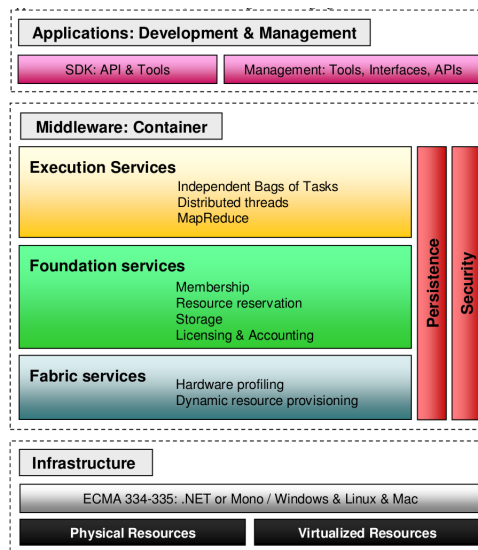 Applications: Development & Management
SDK: API & Tools
Management: Tools, Interfaces, APIs
Middleware: Container
Execution Services
Independent Bags of Tasks
Distributed threads
MapReduce
Foundation services
Membership
Resource reservation
Storage
Licensing & Accounting
Fabric services
Hardware profiling
Dynamic resource provisioning
Persistence
Security
Infrastructure
ECMA 334-335: .NET or Mono / Windows & Linux & Mac
Physical Resources
Virtualized Resources